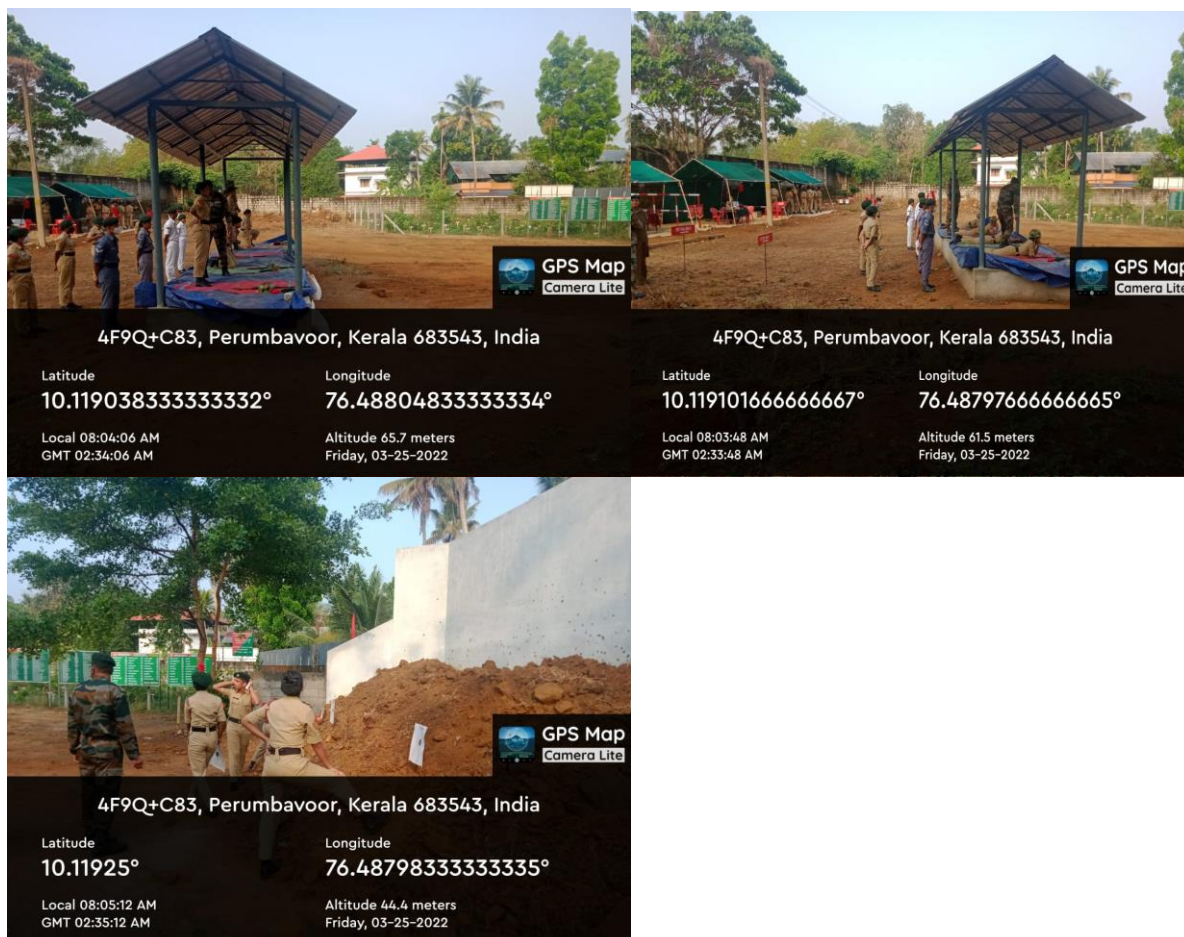 GPS Map
Camera Lite
4F9Q+C83, Perumbavoor, Kerala 683543, India
Latitude
10.119038333333332°
Longitude
76.48804833333334°
Local 08:04:06 AM
GMT 02:34:06 AM
Altitude 65.7 meters
Friday, 03-25-2022
GPS Map
Camera Lite
4F9Q+C83, Perumbavoor, Kerala 683543, India
Latitude
10.119101666666667°
Longitude
76.48797666666665°
Local 08:03:48 AM
GMT 02:33:48 AM
Altitude 61.5 meters
Friday, 03-25-2022
GPS Map
Camera Lite
4F9Q+C83, Perumbavoor, Kerala 683543, India
Latitude
10.11925°
Longitude
76.48798333333335°
Local 08:05:12 AM
GMT 02:35:12 AM
Altitude 44.4 meters
Friday, 03-25-2022